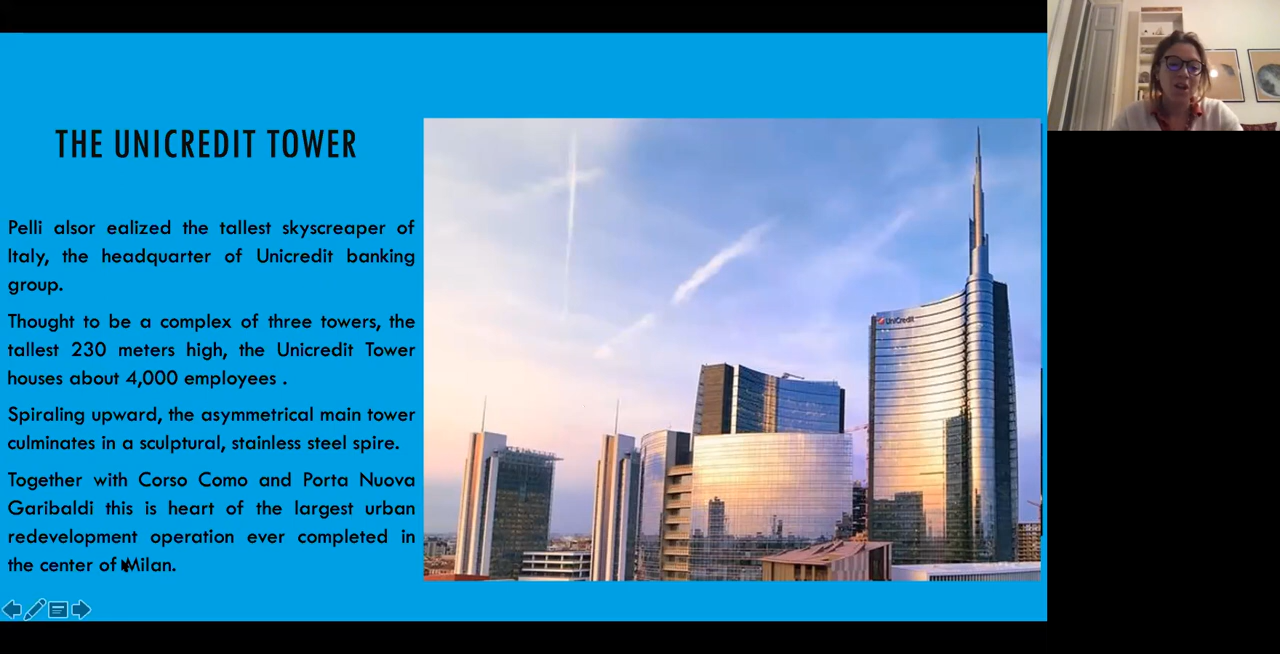 THE UNICREDIT TOWER
Pelli alsor ealized the tallest skyscreaper of
Italy, the headquarter of Unicredit banking
group.
Thought to be a complex of three towers, the
tallest 230 meters high, the Unicredit Tower
houses about 4,000 employees .
Spiraling upward, the asymmetrical main tower
culminates in a sculptural, stainless steel spire.
Together with Corso Como and Porta Nuova
Garibaldi this is heart of the largest urban
redevelopment operation ever completed in
the center of Milan.
UniCredit